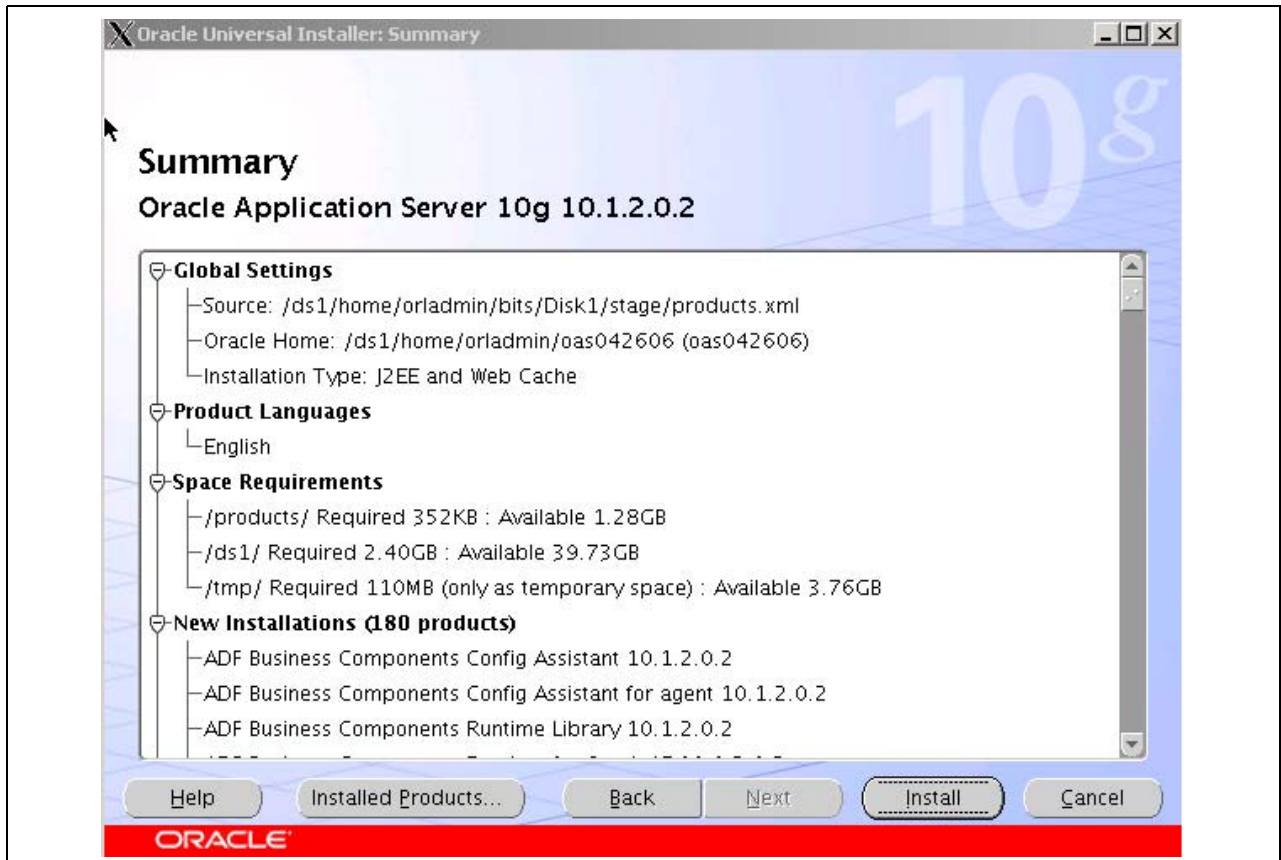 Oracle Universal Installer: Summary
10g
Summary
Oracle Application Server 10g 10.1.2.0.2
Global Settings
Source: /ds1/home/orladmin/bits/Disk1/stage/products.xml
Oracle Home: /ds1/home/orladmin/oas042606 (oas042606)
Installation Type: J2EE and Web Cache
Product Languages
English
Space Requirements
/products/ Required 352KB : Available 1.28GB
/ds1/ Required 2.40GB : Available 39.73GB
/tmp/ Required 110MB (only as temporary space) : Available 3.76GB
New Installations (180 products)
ADF Business Components Config Assistant 10.1.2.0.2
ADF Business Components Config Assistant for agent 10.1.2.0.2
ADF Business Components Runtime Library 10.1.2.0.2
Help Installed Products... Back Next Install Cancel
ORACLE